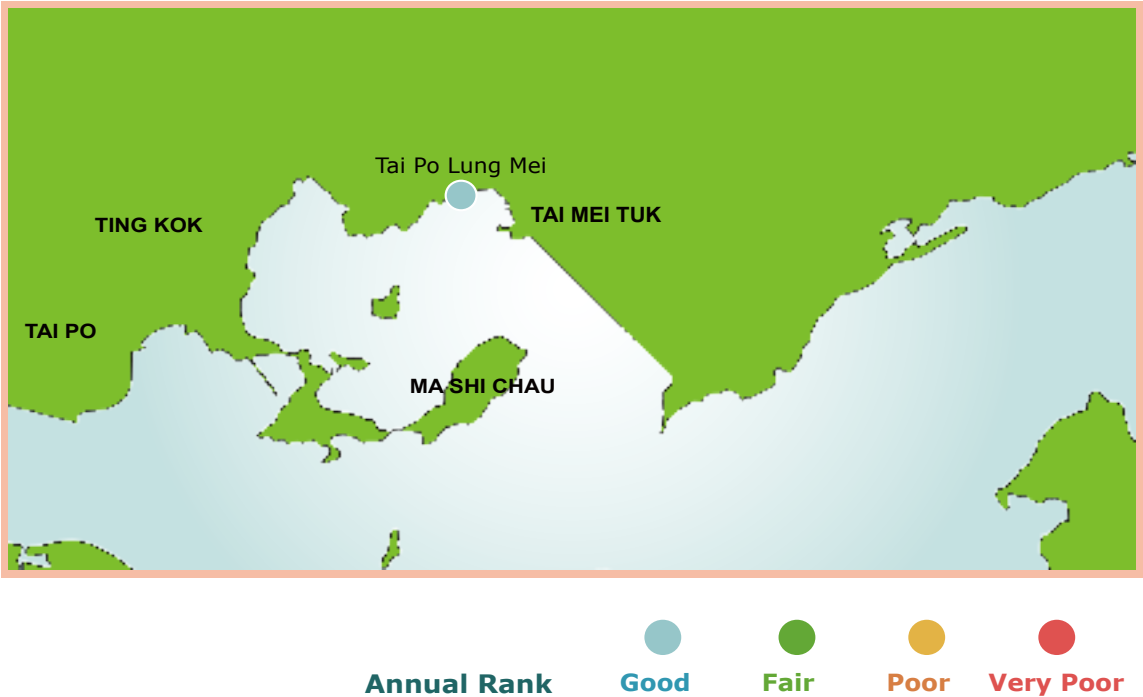 Tai Po Lung Mei
TING KOK
TAI MEI TUK
TAI PO
MA SHI CHAU
Annual Rank
Good
Fair
Poor
Very Poor